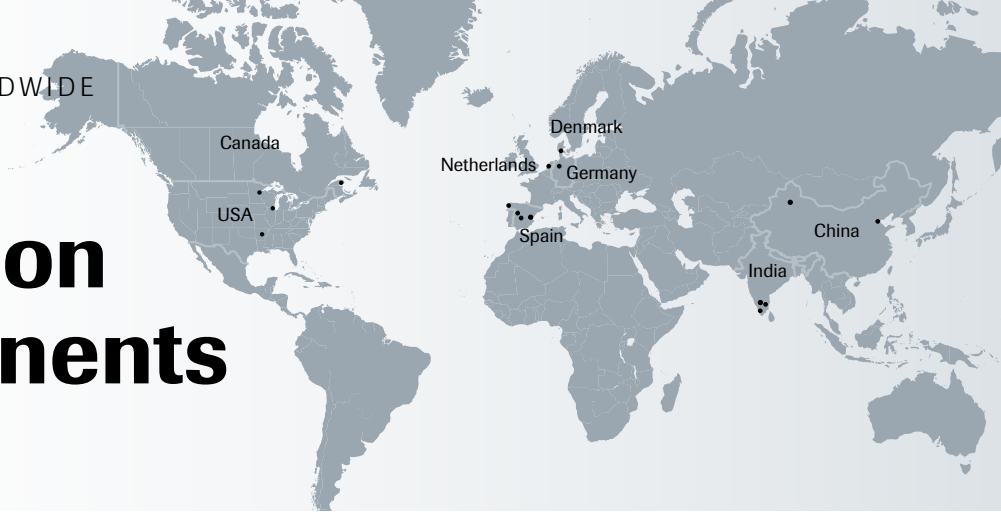 DWIDE
Denmark
Canada
Netherlands
Germany
USA
China
Spain
on
India
nents